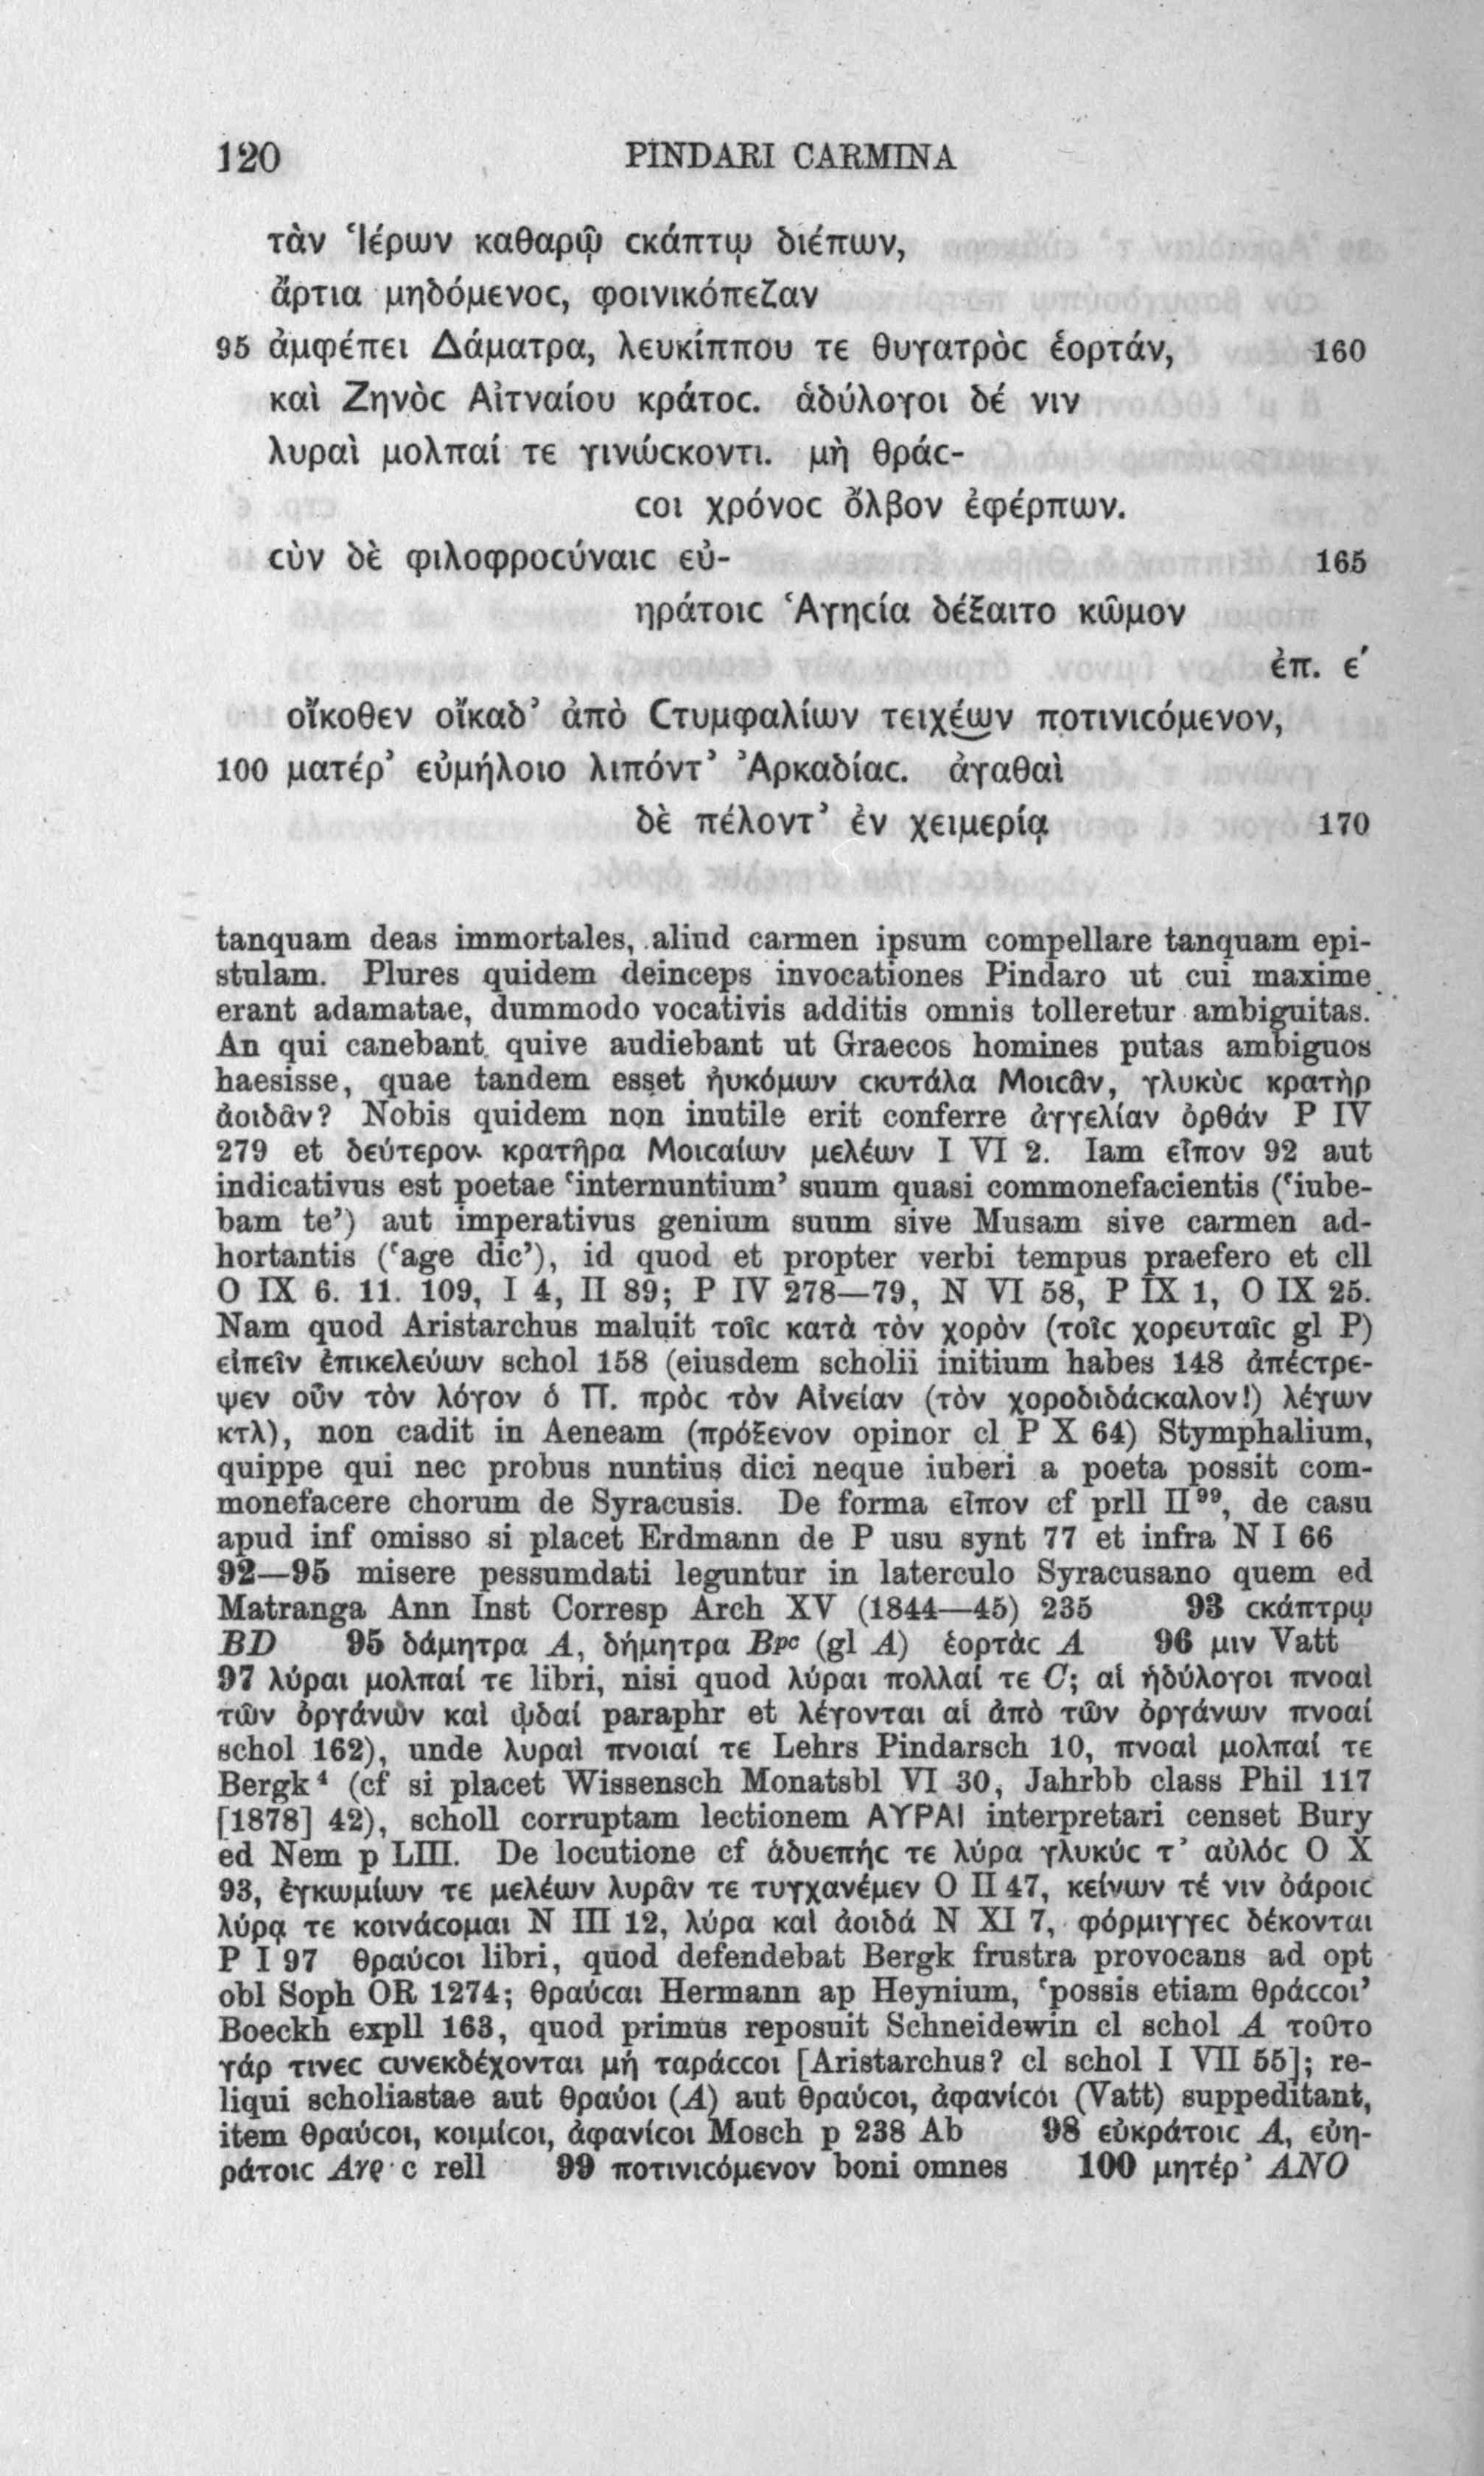 120 PINDARI CARMINA
τὰν Ἱέρων καθαρῷ ϲκάπτῳ διέπων,
ἄρτια μηδόμενοϲ, φοινικόπεζαν
95 ἀμφέπει Δάματρα, λευκίππου τε θυγατρὸϲ ἑορτάν, 160
καὶ Ζηνὸϲ Αἰτναίου κράτοϲ. ἁδύλογοι δέ νιν
λυραὶ μολπαί τε γινώϲκοντι. μὴ θράϲ-
ϲοι χρόνοϲ ὄλβον ἐφέρπων.
ϲὺν δὲ φιλοφροϲύναιϲ εὐ- 165
ηράτοιϲ Ἁγηϲία δέξαιτο κῶμον
ἐπ. ε΄
οἴκοθεν οἴκαδ’ ἀπὸ Ϲτυμφαλίων τειχέων ποτινιϲόμενον,
100 ματέρ’ εὐμήλοιο λιπόντ’ Ἀρκαδίαϲ. ἀγαθαὶ
δὲ πέλοντ’ ἐν χειμερίᾳ 170
tanquam deas immortales, aliud carmen ipsum compellare tanquam epi-
stulam. Plures quidem deinceps invocationes Pindaro ut cui maxime
erant adamatae, dummodo vocativis additis omnis tolleretur ambiguitas.
An qui canebant quive audiebant ut Graecos homines putas ambiguos
haesisse, quae tandem esset ἠυκόμων ϲκυτάλα Μοιϲᾶν, γλυκὺϲ κρατὴρ
ἀοιδᾶν? Nobis quidem non inutile erit conferre ἀγγελίαν ὀρθάν P IV
279 et δεύτερον κρατῆρα Μοιϲαίων μελέων I VI 2. Iam εἶπον 92 aut
indicativus est poetae ‘internuntium’ suum quasi commonefacientis (‘iube-
bam te’) aut imperativus genium suum sive Musam sive carmen ad-
hortantis (‘age dic’), id quod et propter verbi tempus praefero et cll
O IX 6. 11. 109, I 4, II 89; P IV 278—79, N VI 58, P IX 1, O IX 25.
Nam quod Aristarchus maluit τοῖϲ κατὰ τὸν χορὸν (τοῖϲ χορευταῖϲ gl P)
εἰπεῖν ἐπικελεύων schol 158 (eiusdem scholii initium habes 148 ἀπέϲτρε-
ψεν οὖν τὸν λόγον ὁ Π. πρὸϲ τὸν Αἰνείαν (τὸν χοροδιδάϲκαλον!) λέγων
κτλ), non cadit in Aeneam (πρόξενον opinor cl P X 64) Stymphalium,
quippe qui nec probus nuntius dici neque iuberi a poeta possit com-
monefacere chorum de Syracusis. De forma εἶπον cf prll II⁹⁹, de casu
apud inf omisso si placet Erdmann de P usu synt 77 et infra N I 66
92—95 misere pessumdati leguntur in laterculo Syracusano quem ed
Matranga Ann Inst Corresp Arch XV (1844—45) 235 93 ϲκάπτρῳ
BD 95 δάμητρα A, δήμητρα Bpc (gl A) ἑορτὰϲ A 96 μιν Vatt
97 λύραι μολπαί τε libri, nisi quod λύραι πολλαί τε C; αἱ ἡδύλογοι πνοαὶ
τῶν ὀργάνων καὶ ᾠδαί paraphr et λέγονται αἱ ἀπὸ τῶν ὀργάνων πνοαί
schol 162), unde λυραὶ πνοιαί τε Lehrs Pindarsch 10, πνοαὶ μολπαί τε
Bergk⁴ (cf si placet Wissensch Monatsbl VI 30, Jahrbb class Phil 117
[1878] 42), scholl corruptam lectionem ΑΥΡΑΙ interpretari censet Bury
ed Nem p LIII. De locutione cf ἁδυεπήϲ τε λύρα γλυκύϲ τ’ αὐλόϲ O X
93, ἐγκωμίων τε μελέων λυρᾶν τε τυγχανέμεν O II 47, κείνων τέ νιν ὀάροιϲ
λύρᾳ τε κοινάϲομαι N III 12, λύρα καὶ ἀοιδά N XI 7, φόρμιγγεϲ δέκονται
P I 97 θραύϲοι libri, quod defendebat Bergk frustra provocans ad opt
obl Soph OR 1274; θραύϲαι Hermann ap Heynium, ‘possis etiam θράϲϲοι’
Boeckh expll 163, quod primus reposuit Schneidewin cl schol A τοῦτο
γάρ τινεϲ ϲυνεκδέχονται μή ταράϲϲοι [Aristarchus? cl schol I VII 55]; re-
liqui scholiastae aut θραύοι (A) aut θραύϲοι, ἀφανίϲοι (Vatt) suppeditant,
item θραύϲοι, κοιμίϲοι, ἀφανίϲοι Mosch p 238 Ab 98 εὐκράτοιϲ A, εὐη-
ράτοιϲ Aγρ c rell 99 ποτινιϲόμενον boni omnes 100 μητέρ’ ANO